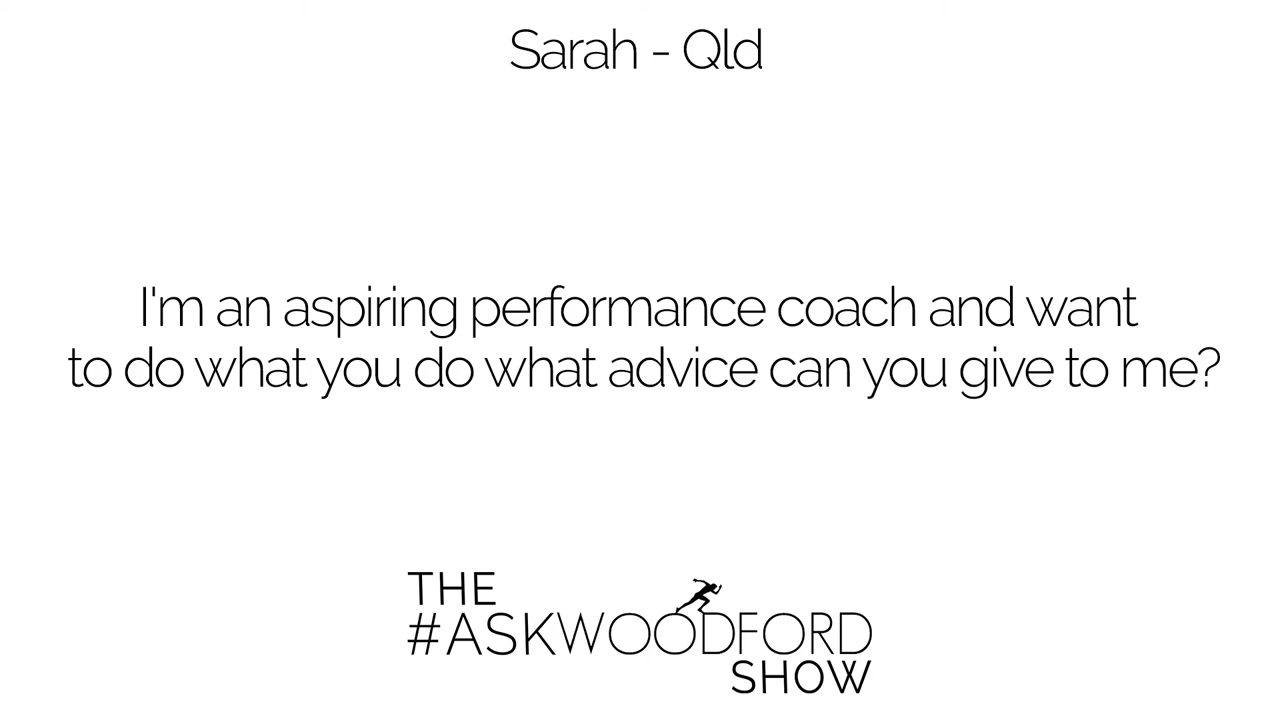 Sarah - Qld
I'm an aspiring performance coach and want
to do what you do what advice can you give to me?
THE
#ASKWOODFORD
SHOW